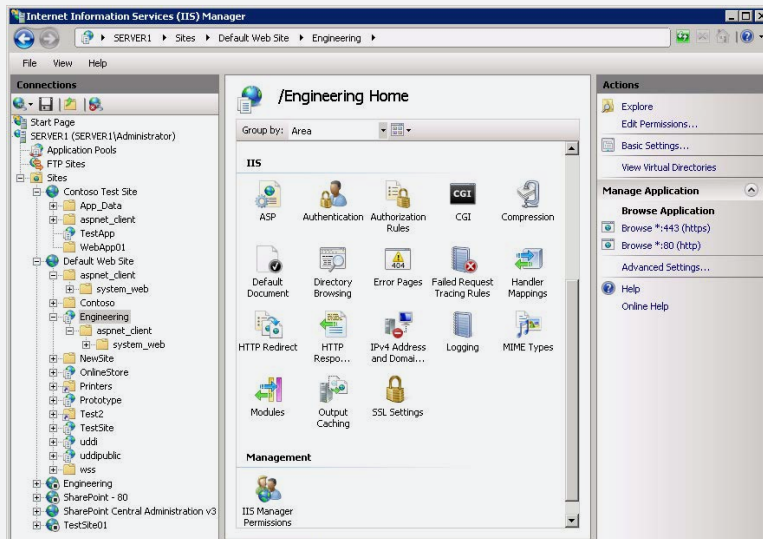 Internet Information Services (IIS) Manager
SERVER1 Sites Default Web Site Engineering
File View Help
Connections
Start Page
SERVER1 (SERVER1\Administrator)
Application Pools
FTP Sites
Sites
Contoso Test Site
App_Data
aspnet_client
TestApp
WebApp01
Default Web Site
aspnet_client
system_web
Contoso
Engineering
aspnet_client
system_web
NewSite
OnlineStore
Printers
Prototype
Test2
TestSite
uddi
uddipublic
wss
Engineering
SharePoint - 80
SharePoint Central Administration v3
TestSite01
/Engineering Home
Group by: Area
IIS
ASP
Authentication
Authorization Rules
CGI
CGI
Compression
Default Document
Directory Browsing
404
Error Pages
Failed Request Tracing Rules
Handler Mappings
HTTP Redirect
HTTP Respo...
IPv4 Address and Domai...
Logging
MIME Types
Modules
Output Caching
SSL Settings
Management
IIS Manager Permissions
Actions
Explore
Edit Permissions...
Basic Settings...
View Virtual Directories
Manage Application
Browse Application
Browse *:443 (https)
Browse *:80 (http)
Advanced Settings...
Help
Online Help